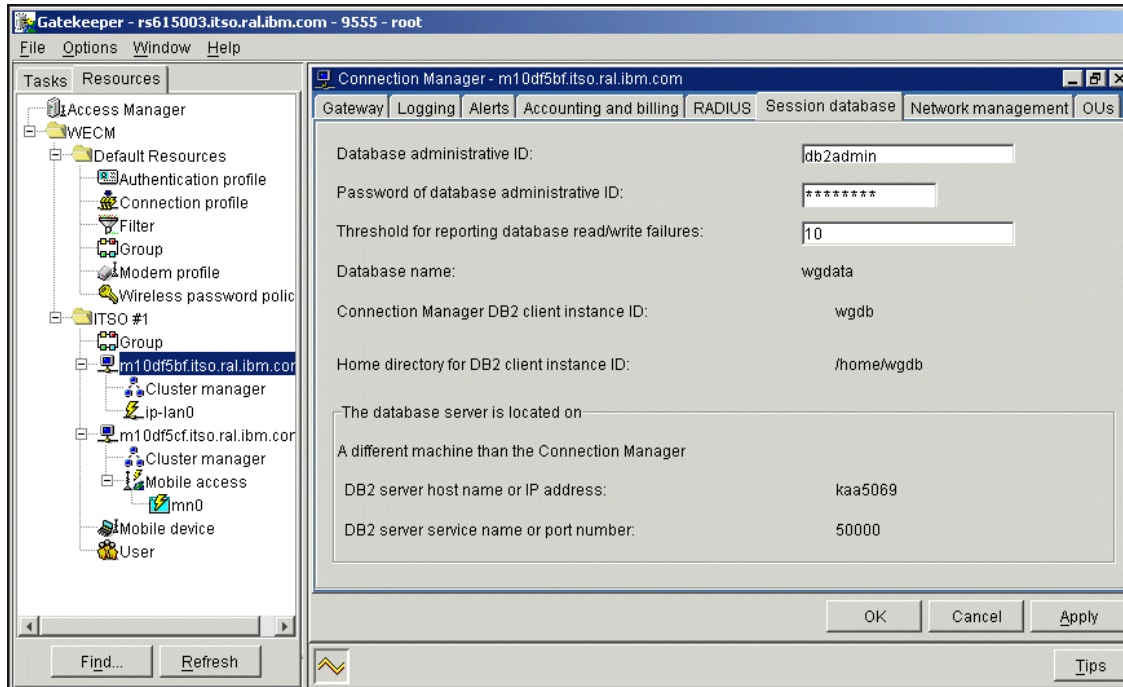 Gatekeeper - rs615003.itso.ral.ibm.com - 9555 - root
File Options Window Help
Tasks Resources
Access Manager
WECM
Default Resources
Authentication profile
Connection profile
Filter
Group
Modem profile
Wireless password polic
ITSO #1
Group
m10df5bf.itso.ral.ibm.cor
Cluster manager
ip-lan0
m10df5cf.itso.ral.ibm.cor
Cluster manager
Mobile access
mn0
Mobile device
User
Find... Refresh
Connection Manager - m10df5bf.itso.ral.ibm.com
Gateway Logging Alerts Accounting and billing RADIUS Session database Network management OUs
Database administrative ID: db2admin
Password of database administrative ID: ********
Threshold for reporting database read/write failures: 10
Database name: wgdata
Connection Manager DB2 client instance ID: wgdb
Home directory for DB2 client instance ID: /home/wgdb
The database server is located on
A different machine than the Connection Manager
DB2 server host name or IP address: kaa5069
DB2 server service name or port number: 50000
OK Cancel Apply
Tips